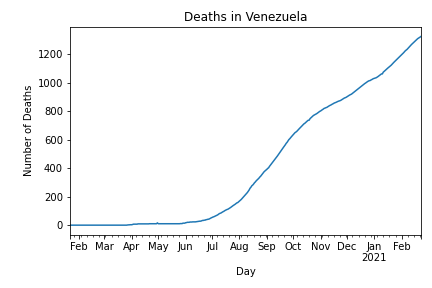 Deaths in Venezuela
Number of Deaths
1200
1000
800
600
400
200
0
Feb Mar Apr May Jun Jul Aug Sep Oct Nov Dec Jan Feb
2021
Day